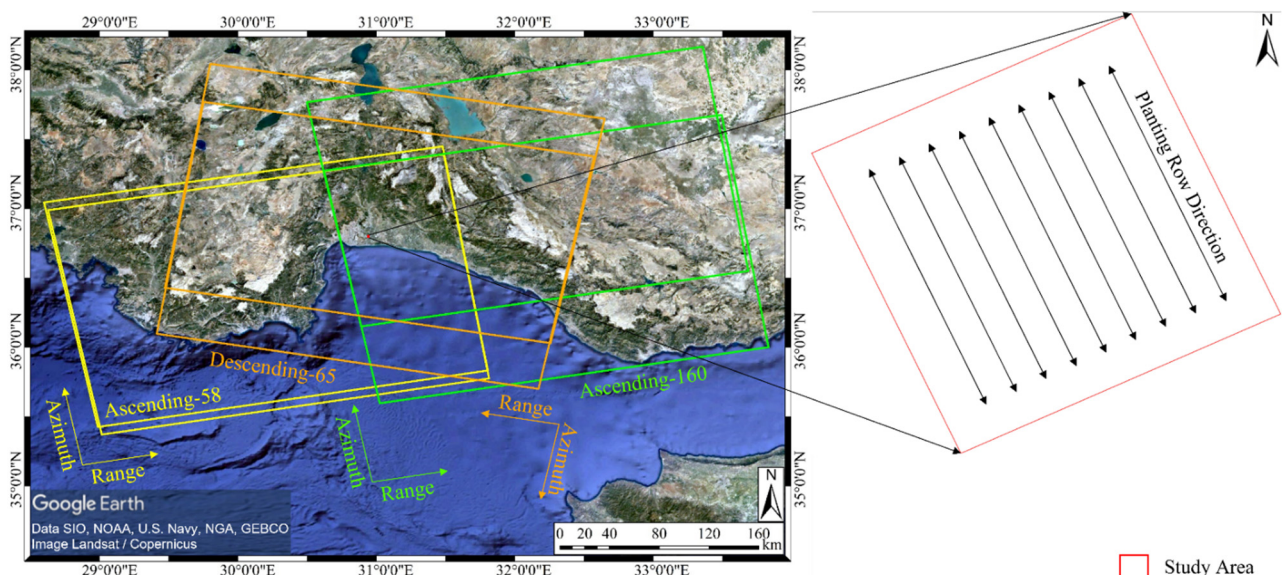 29°0'0"E 30°0'0"E 31°0'0"E 32°0'0"E 33°0'0"E
38°0'0"N
38°0'0"N
37°0'0"N
37°0'0"N
36°0'0"N
36°0'0"N
35°0'0"N
35°0'0"N
Descending-65
Ascending-58
Ascending-160
Azimuth
Range
Azimuth
Range
Range
Azimuth
Google Earth
Data SIO, NOAA, U.S. Navy, NGA, GEBCO
Image Landsat / Copernicus
N
0 20 40 80 120 160
km
29°0'0"E 30°0'0"E 31°0'0"E 32°0'0"E 33°0'0"E
N
Planting Row Direction
Study Area